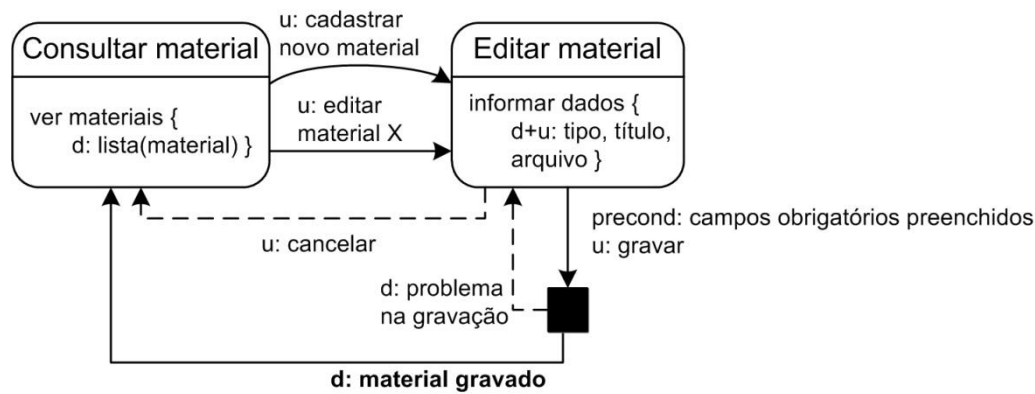 Consultar material
ver materiais {
d: lista(material) }
u: cadastrar
novo material
u: editar
material X
Editar material
informar dados {
d+u: tipo, título,
arquivo }
u: cancelar
precond: campos obrigatórios preenchidos
u: gravar
d: problema
na gravação
d: material gravado